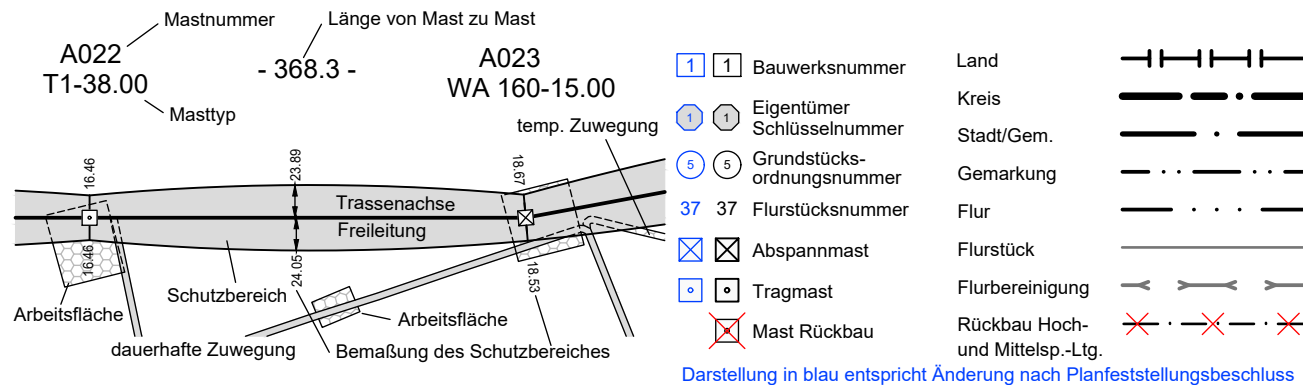 Mastnummer
Länge von Mast zu Mast
A022
T1-38.00
- 368.3 -
A023
WA 160-15.00
Masttyp
temp. Zuwegung
16.46
23.89
18.67
Trassenachse
Freileitung
16.46
24.05
18.53
Schutzbereich
Arbeitsfläche
Arbeitsfläche
dauerhafte Zuwegung
Bemaßung des Schutzbereiches
1 1 Bauwerksnummer
1 1 Eigentümer
Schlüsselnummer
5 5 Grundstücks-
ordnungsnummer
37 37 Flurstücksnummer
Abspannmast
Tragmast
Mast Rückbau
Land
Kreis
Stadt/Gem.
Gemarkung
Flur
Flurstück
Flurbereinigung
Rückbau Hoch-
und Mittelsp.-Ltg.
Darstellung in blau entspricht Änderung nach Planfeststellungsbeschluss